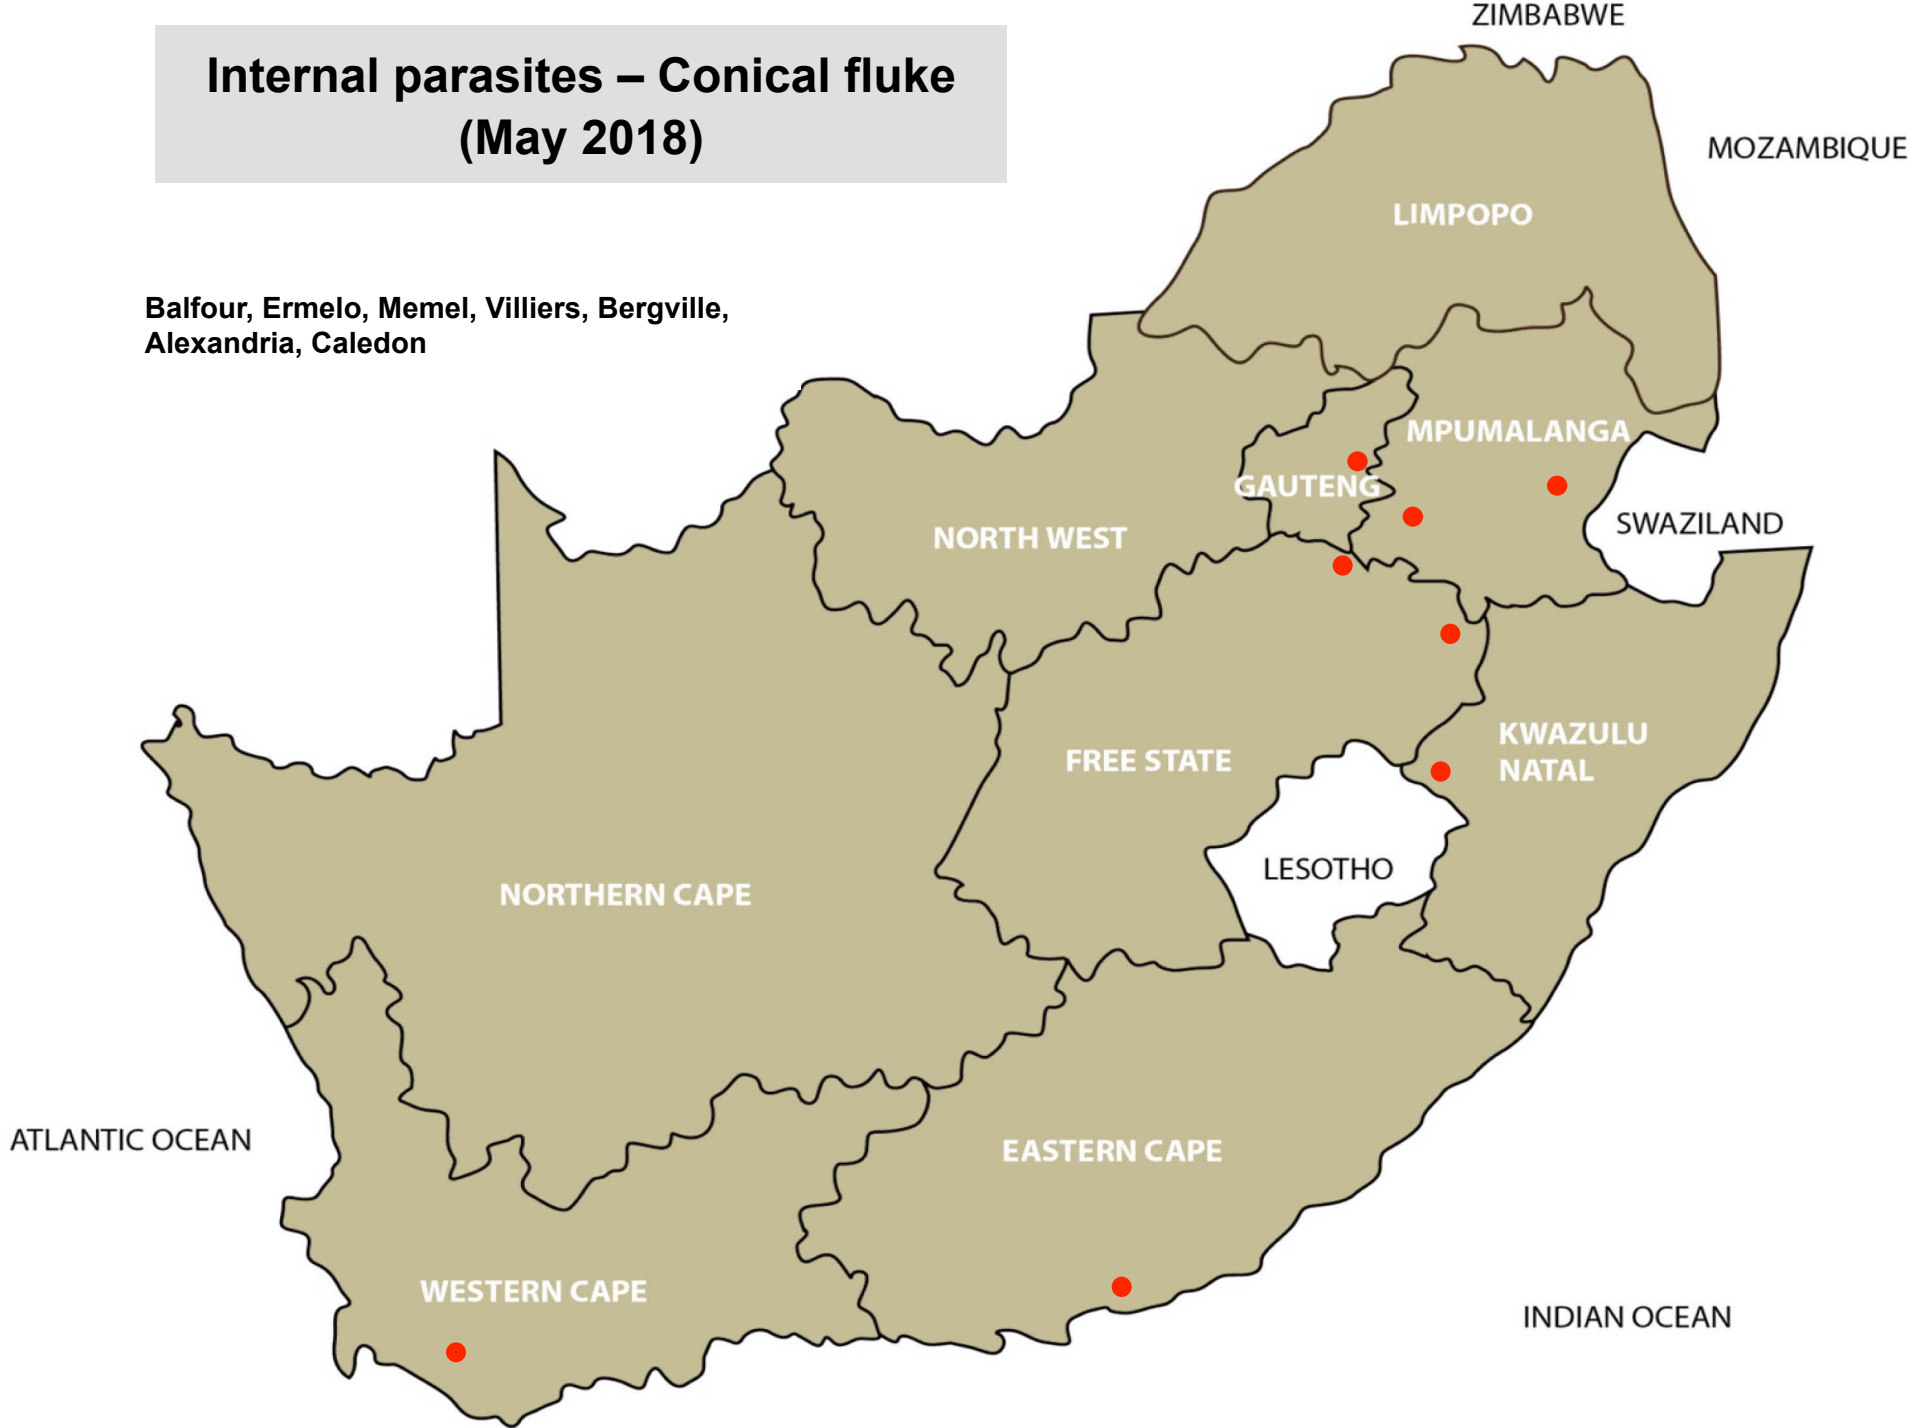 ZIMBABWE
Internal parasites – Conical fluke
(May 2018)
MOZAMBIQUE
LIMPOPO
Balfour, Ermelo, Memel, Villiers, Bergville,
Alexandria, Caledon
MPUMALANGA
GAUTENG
SWAZILAND
NORTH WEST
KWAZULU
NATAL
FREE STATE
LESOTHO
NORTHERN CAPE
ATLANTIC OCEAN
EASTERN CAPE
WESTERN CAPE
INDIAN OCEAN